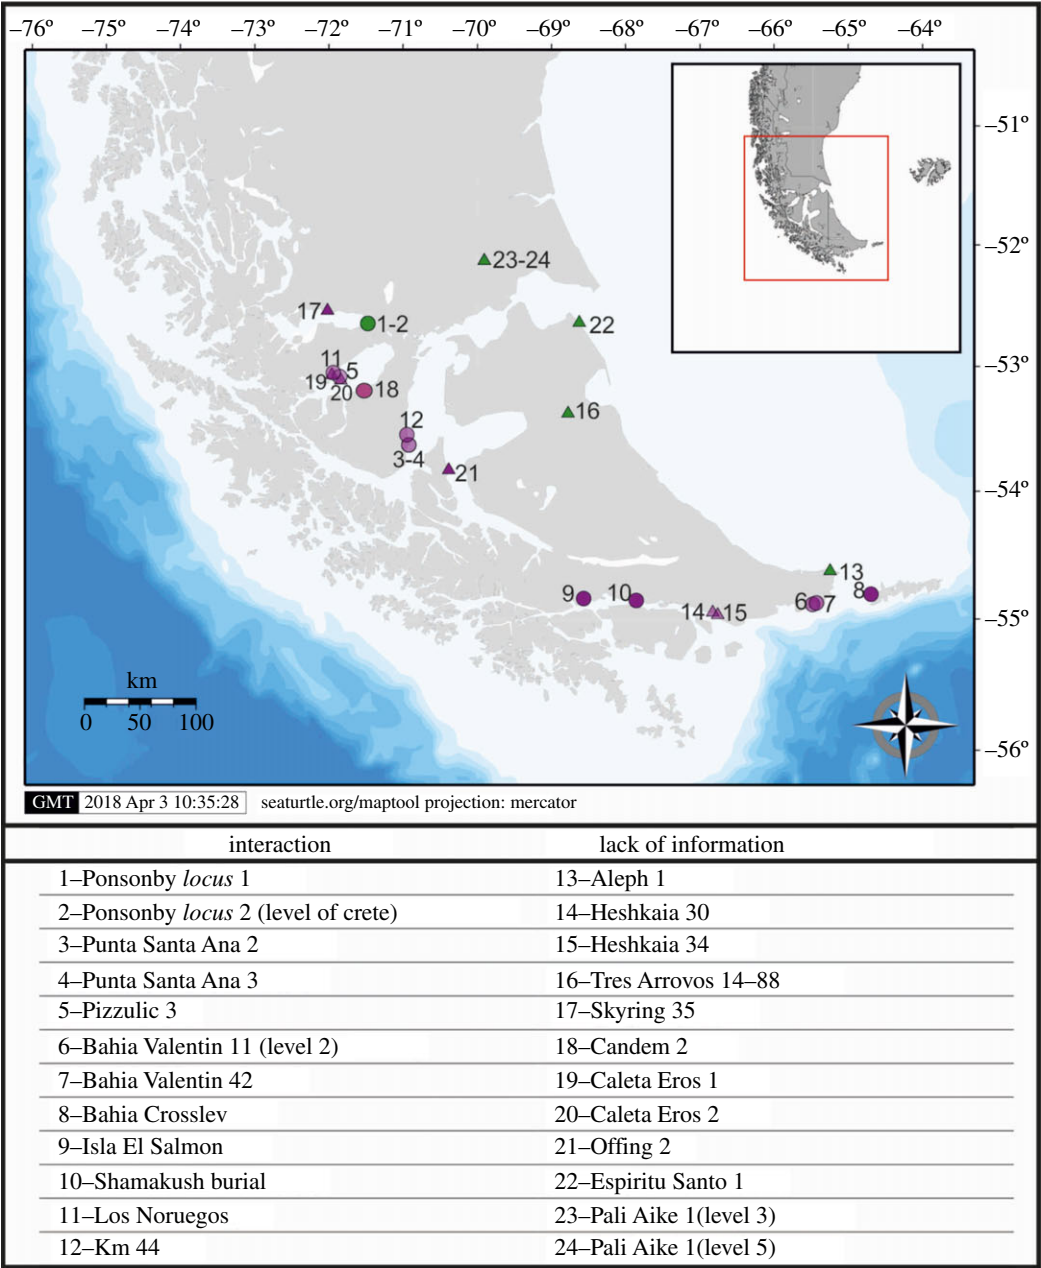 −76º −75º −74º −73º −72º −71º −70º −69º −68º −67º −66º −65º −64º
−51º
−52º
23-24
17
1-2
22
−53º
11
5
19
20
18
16
12
3-4
21
−54º
13
9
10
8
6
7
14
15
−55º
km
0 50 100
−56º
GMT 2018 Apr 3 10:35:28 seaturtle.org/maptool projection: mercator
interaction lack of information
1–Ponsonby locus 1 13–Aleph 1
2–Ponsonby locus 2 (level of crete) 14–Heshkaia 30
3–Punta Santa Ana 2 15–Heshkaia 34
4–Punta Santa Ana 3 16–Tres Arrovos 14–88
5–Pizzulic 3 17–Skyring 35
6–Bahia Valentin 11 (level 2) 18–Candem 2
7–Bahia Valentin 42 19–Caleta Eros 1
8–Bahia Crosslev 20–Caleta Eros 2
9–Isla El Salmon 21–Offing 2
10–Shamakush burial 22–Espiritu Santo 1
11–Los Noruegos 23–Pali Aike 1(level 3)
12–Km 44 24–Pali Aike 1(level 5)